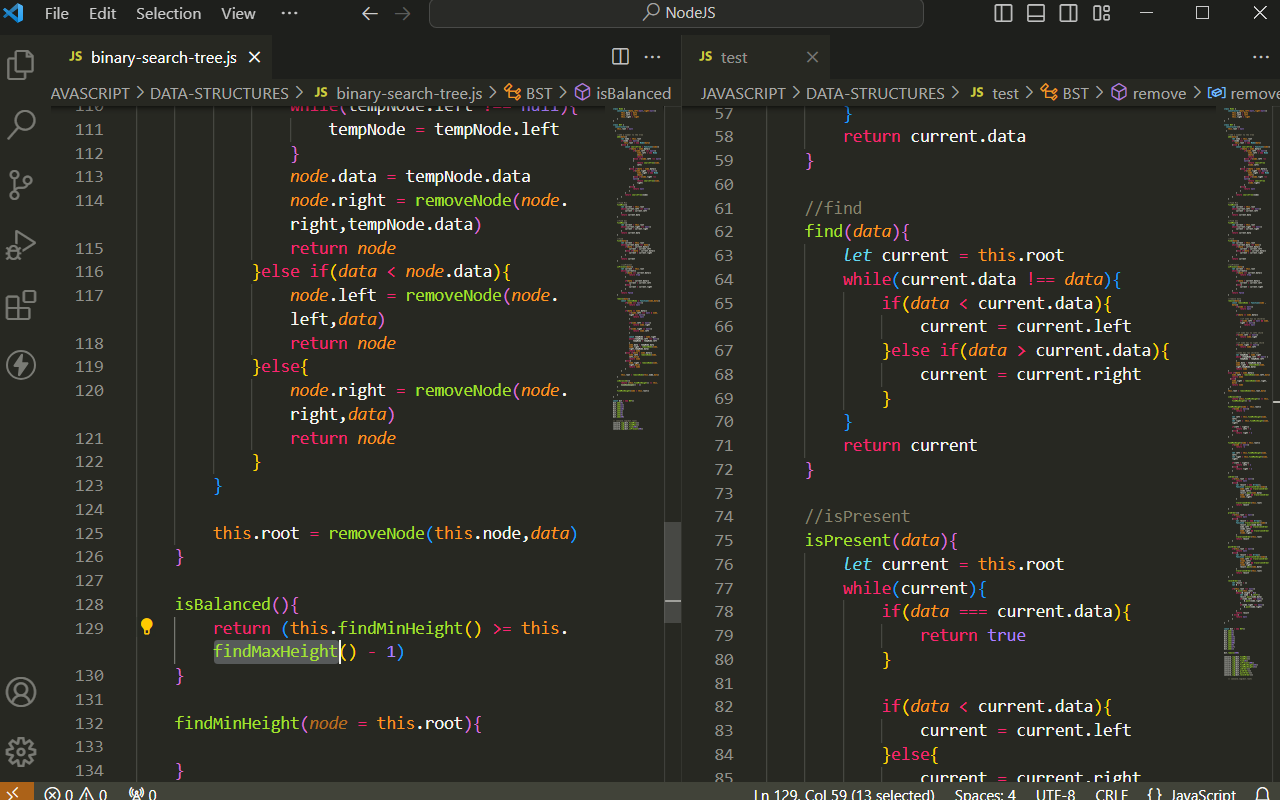 File Edit Selection View ··· NodeJS
JS binary-search-tree.js
AVASCRIPT > DATA-STRUCTURES > JS binary-search-tree.js > BST > isBalanced
110 while(tempNode.left !== null){
111 tempNode = tempNode.left
112 }
113 node.data = tempNode.data
114 node.right = removeNode(node.
right,tempNode.data)
115 return node
116 }else if(data < node.data){
117 node.left = removeNode(node.
left,data)
118 return node
119 }else{
120 node.right = removeNode(node.
right,data)
121 return node
122 }
123 }
124
125 this.root = removeNode(this.node,data)
126 }
127
128 isBalanced(){
129 return (this.findMinHeight() >= this.
findMaxHeight() - 1)
130 }
131
132 findMinHeight(node = this.root){
133
134 }
JS test
JAVASCRIPT > DATA-STRUCTURES > JS test > BST > remove > remove
57 }
58 return current.data
59 }
60
61 //find
62 find(data){
63 let current = this.root
64 while(current.data !== data){
65 if(data < current.data){
66 current = current.left
67 }else if(data > current.data){
68 current = current.right
69 }
70 }
71 return current
72 }
73
74 //isPresent
75 isPresent(data){
76 let current = this.root
77 while(current){
78 if(data === current.data){
79 return true
80 }
81
82 if(data < current.data){
83 current = current.left
84 }else{
85 current = current.right
0 0 0 Ln 129, Col 59 (13 selected) Spaces: 4 UTF-8 CRLF {} JavaScript